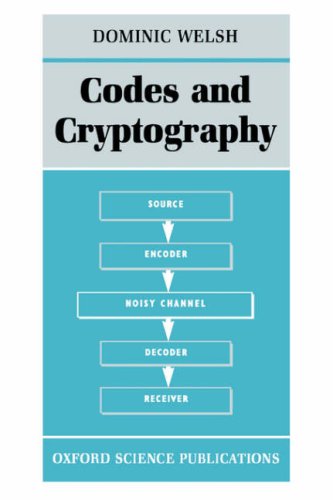 DOMINIC WELSH
Codes and
Cryptography
SOURCE
ENCODER
NOISY CHANNEL
DECODER
RECEIVER
OXFORD SCIENCE PUBLICATIONS